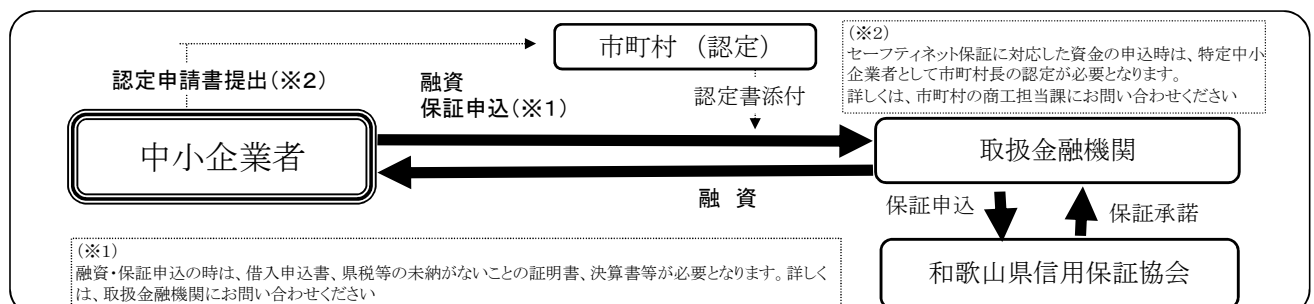 市町村 (認定)
(※2)
セーフティネット保証に対応した資金の申込時は、特定中小
企業者として市町村長の認定が必要となります。
詳しくは、市町村の商工担当課にお問い合わせください
認定申請書提出(※2)
融資
保証申込(※1)
認定書添付
中小企業者
取扱金融機関
融 資
保証申込
保証承諾
(※1)
融資・保証申込の時は、借入申込書、県税等の未納がないことの証明書、決算書等が必要となります。詳しく
は、取扱金融機関にお問い合わせください
和歌山県信用保証協会